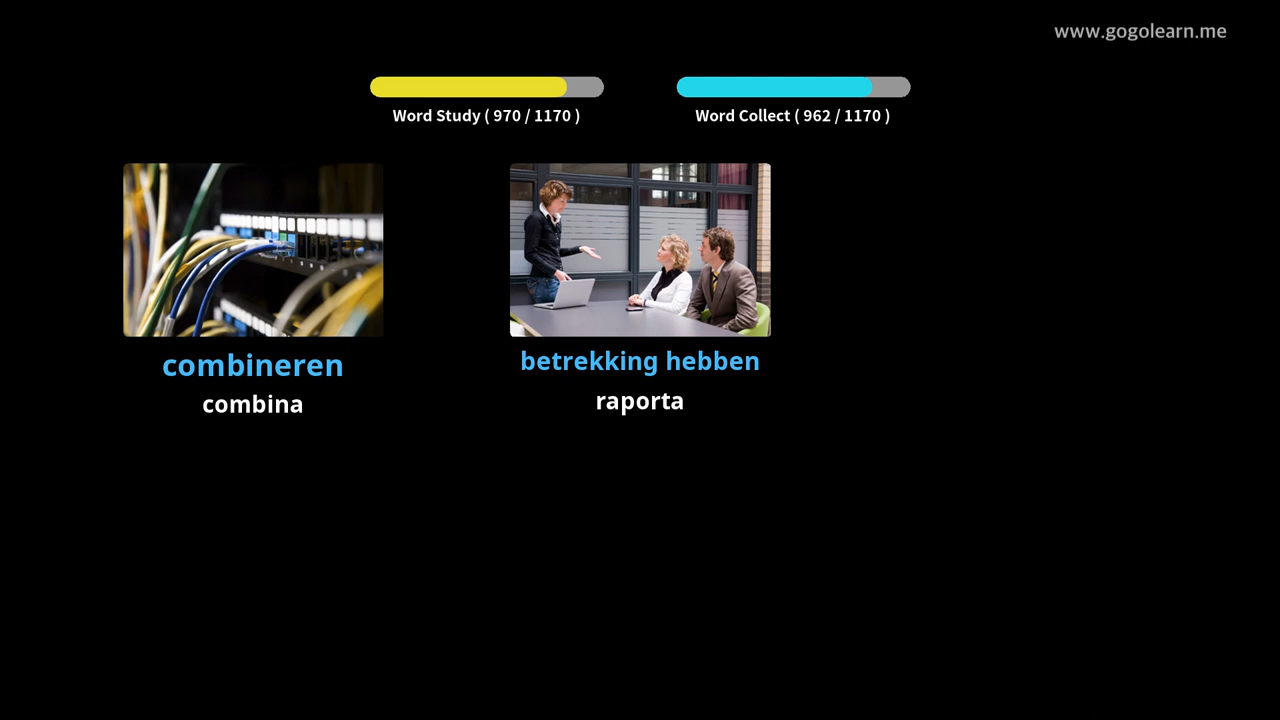 www.gogolearn.me
Word Study ( 970 / 1170 )
Word Collect ( 962 / 1170 )
combineren
combina
betrekking hebben
raporta